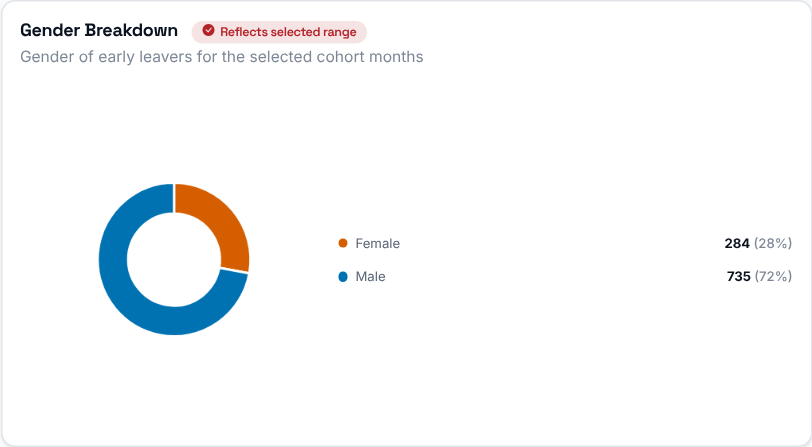 Gender Breakdown Reflects selected range
Gender of early leavers for the selected cohort months
Female 284 (28%)
Male 735 (72%)